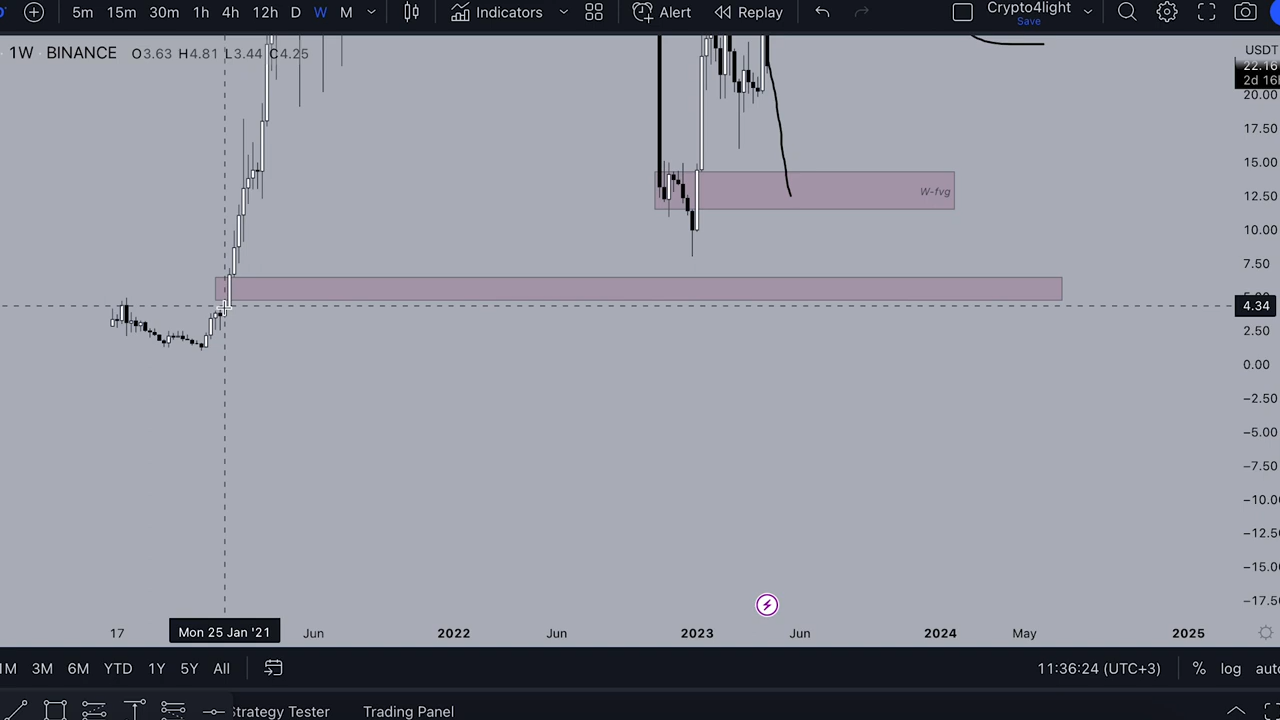 5m 15m 30m 1h 4h 12h D W M Indicators Alert Replay Crypto4light
Save
1W BINANCE O3.63 H4.81 L3.44 C4.25
USDT
22.16
2d 16h
20.00
17.50
15.00
W-fvg
12.50
10.00
7.50
4.34
2.50
0.00
−2.50
−5.00
−7.50
−10.0
−12.5
−15.0
−17.5
17 Mon 25 Jan '21 Jun 2022 Jun 2023 Jun 2024 May 2025
1M 3M 6M YTD 1Y 5Y All 11:36:24 (UTC+3) % log auto
Strategy Tester Trading Panel